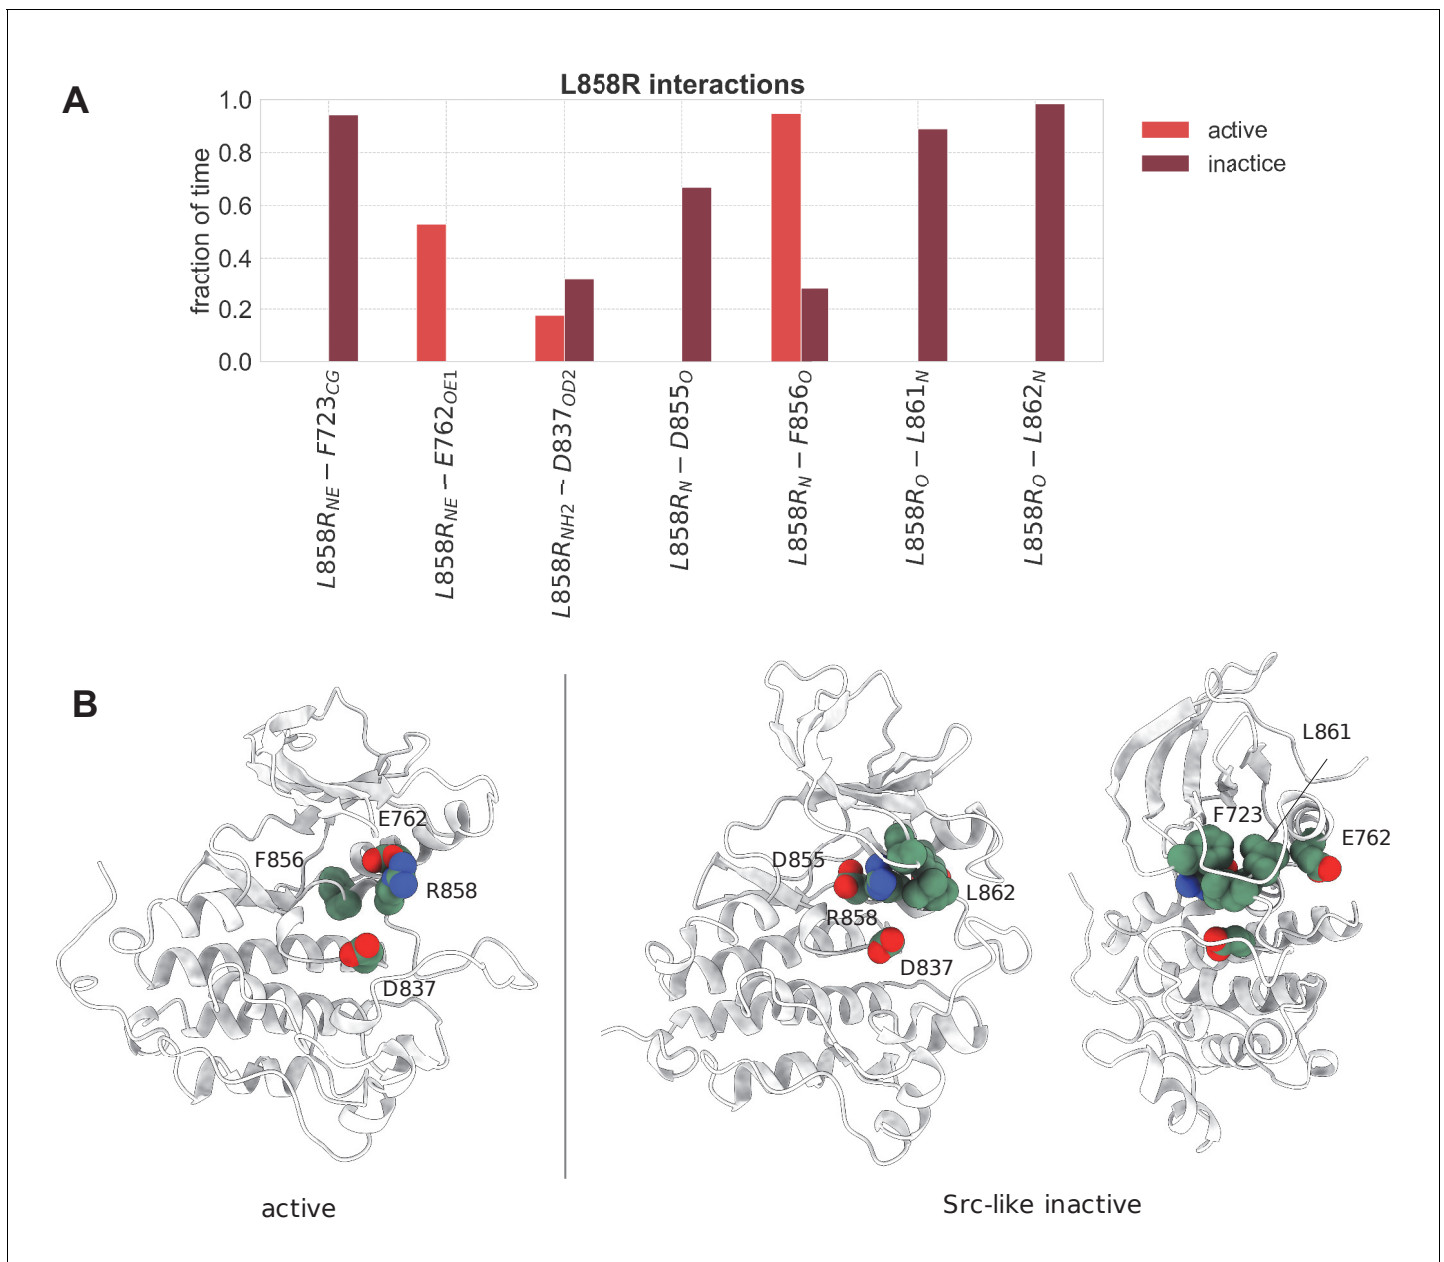 A
L858R interactions
fraction of time
1.0
0.8
0.6
0.4
0.2
0.0
active
inactice
L858R_NE – F723_CG
L858R_NE – E762_OE1
L858R_NH2 – D837_OD2
L858R_N – D855_O
L858R_N – F856_O
L858R_O – L861_N
L858R_O – L862_N
B
E762
F856
R858
D837
D855
R858
L862
D837
L861
F723
E762
active
Src-like inactive